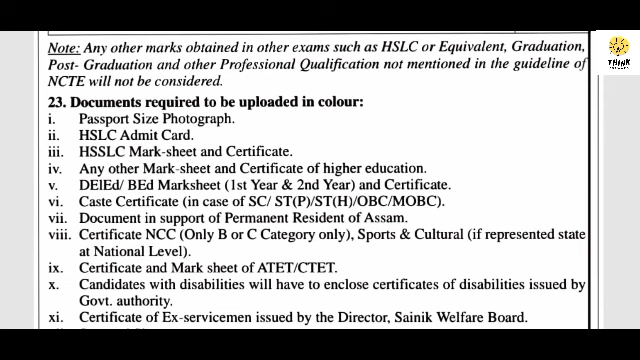 Note: Any other marks obtained in other exams such as HSLC or Equivalent, Graduation,
Post- Graduation and other Professional Qualification not mentioned in the guideline of
NCTE will not be considered.
23. Documents required to be uploaded in colour:
i. Passport Size Photograph.
ii. HSLC Admit Card.
iii. HSSLC Mark-sheet and Certificate.
iv. Any other Mark-sheet and Certificate of higher education.
v. DElEd/ BEd Marksheet (1st Year & 2nd Year) and Certificate.
vi. Caste Certificate (in case of SC/ ST(P)/ST(H)/OBC/MOBC).
vii. Document in support of Permanent Resident of Assam.
viii. Certificate NCC (Only B or C Category only), Sports & Cultural (if represented state
at National Level).
ix. Certificate and Mark sheet of ATET/CTET.
x. Candidates with disabilities will have to enclose certificates of disabilities issued by
Govt. authority.
xi. Certificate of Ex-servicemen issued by the Director, Sainik Welfare Board.
THINK